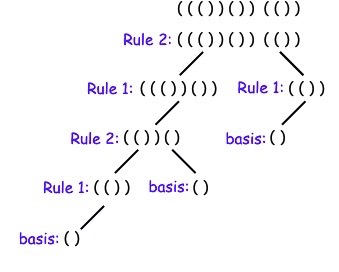 ((())()) (())
Rule 2: ((())()) (())
Rule 1: ((())()) Rule 1: (())
Rule 2: (())() basis: ()
Rule 1: (()) basis: ()
basis: ()